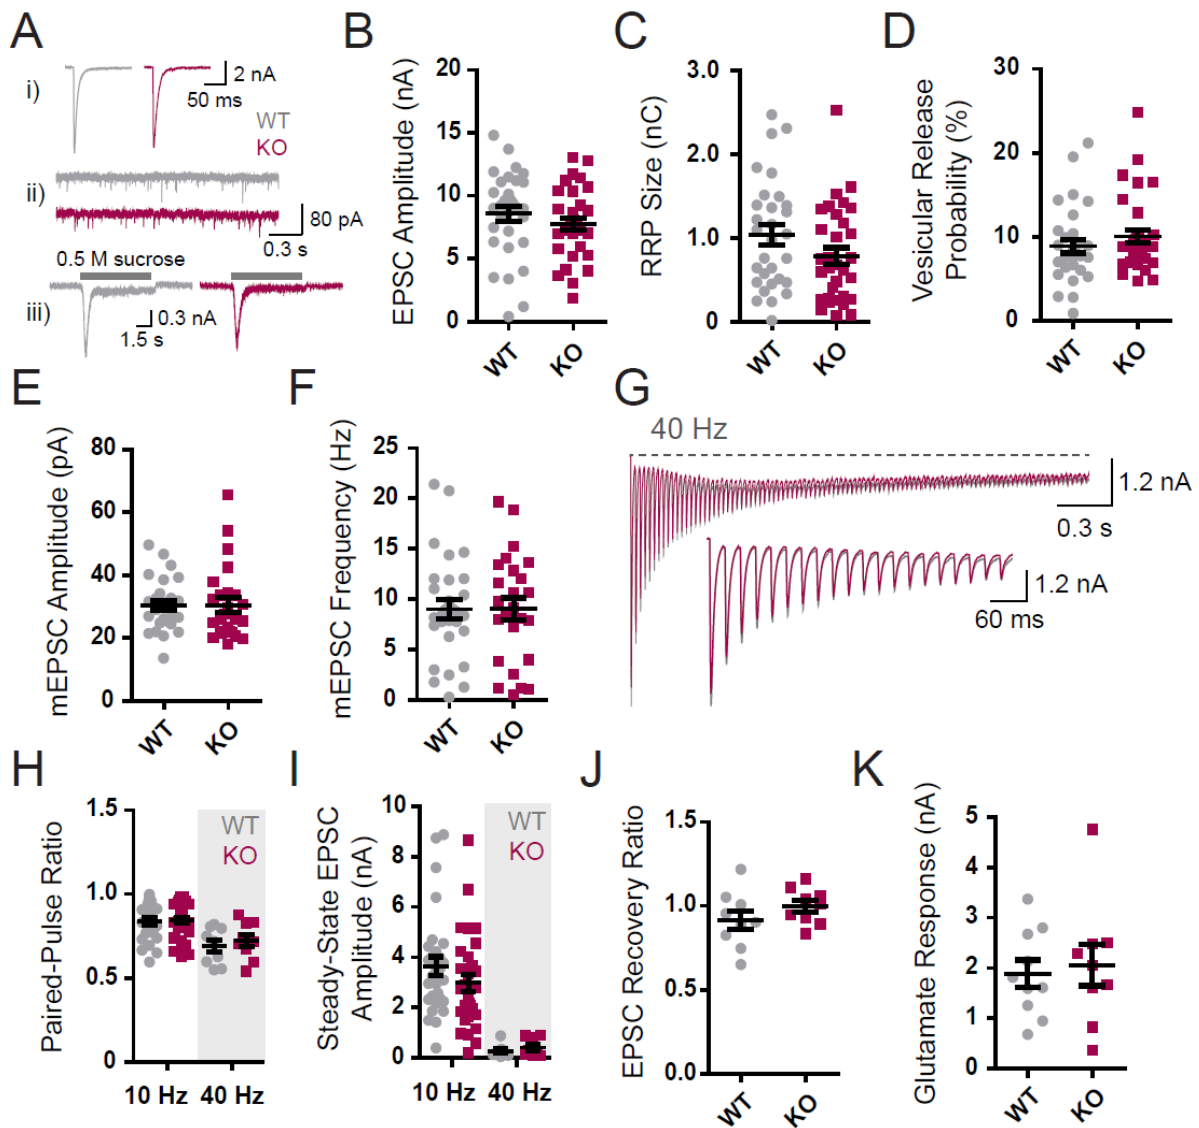 A
i)
2 nA
50 ms
WT
KO
ii)
80 pA
0.3 s
0.5 M sucrose
iii)
0.3 nA
1.5 s
B
EPSC Amplitude (nA)
20
15
10
5
0
WT
KO
C
RRP Size (nC)
3.0
2.0
1.0
0
WT
KO
D
Vesicular Release
Probability (%)
30
20
10
0
WT
KO
E
mEPSC Amplitude (pA)
80
60
40
20
0
WT
KO
F
mEPSC Frequency (Hz)
25
20
15
10
5
0
WT
KO
G
40 Hz
1.2 nA
0.3 s
1.2 nA
60 ms
H
Paired-Pulse Ratio
1.5
1.0
0.5
0
WT
KO
10 Hz
40 Hz
I
Steady-State EPSC
Amplitude (nA)
10
8
6
4
2
0
WT
KO
10 Hz
40 Hz
J
EPSC Recovery Ratio
1.5
1.0
0.5
0.0
WT
KO
K
Glutamate Response (nA)
5
4
3
2
1
0
WT
KO